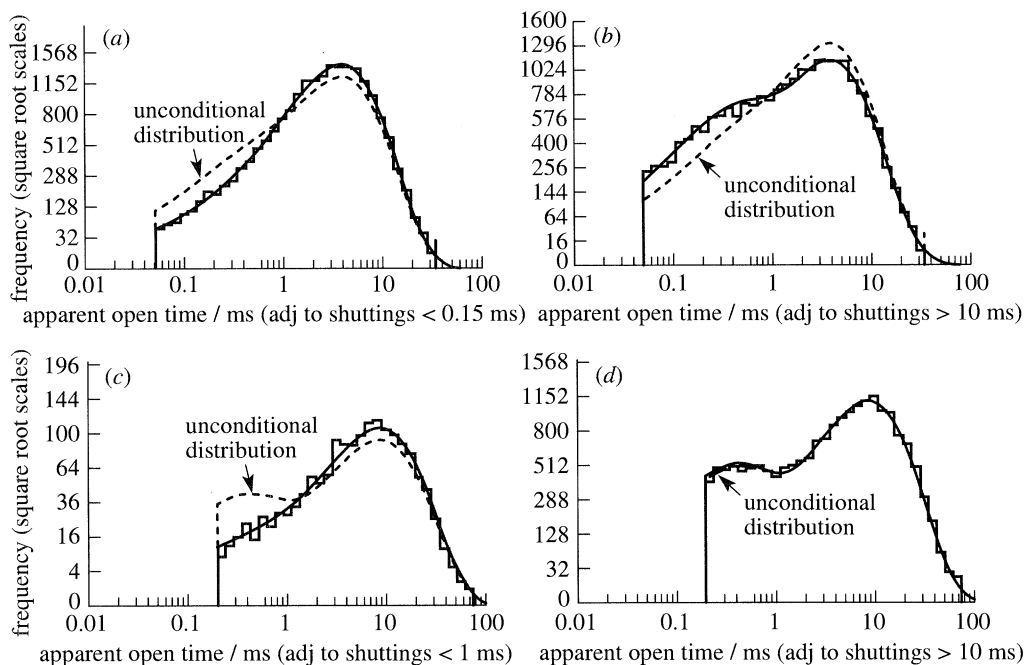 frequency (square root scales)
(a)
1568
1152
800
512
288
128
32
0
unconditional
distribution
0.01 0.1 1 10 100
apparent open time / ms (adj to shuttings < 0.15 ms)
(b)
1600
1296
1024
784
576
400
256
144
64
16
0
unconditional
distribution
0.01 0.1 1 10 100
apparent open time / ms (adj to shuttings > 10 ms)
frequency (square root scales)
(c)
196
144
100
64
36
16
4
0
unconditional
distribution
0.01 0.1 1 10 100
apparent open time / ms (adj to shuttings < 1 ms)
(d)
1568
1152
800
512
288
128
32
0
unconditional
distribution
0.01 0.1 1 10 100
apparent open time / ms (adj to shuttings > 10 ms)